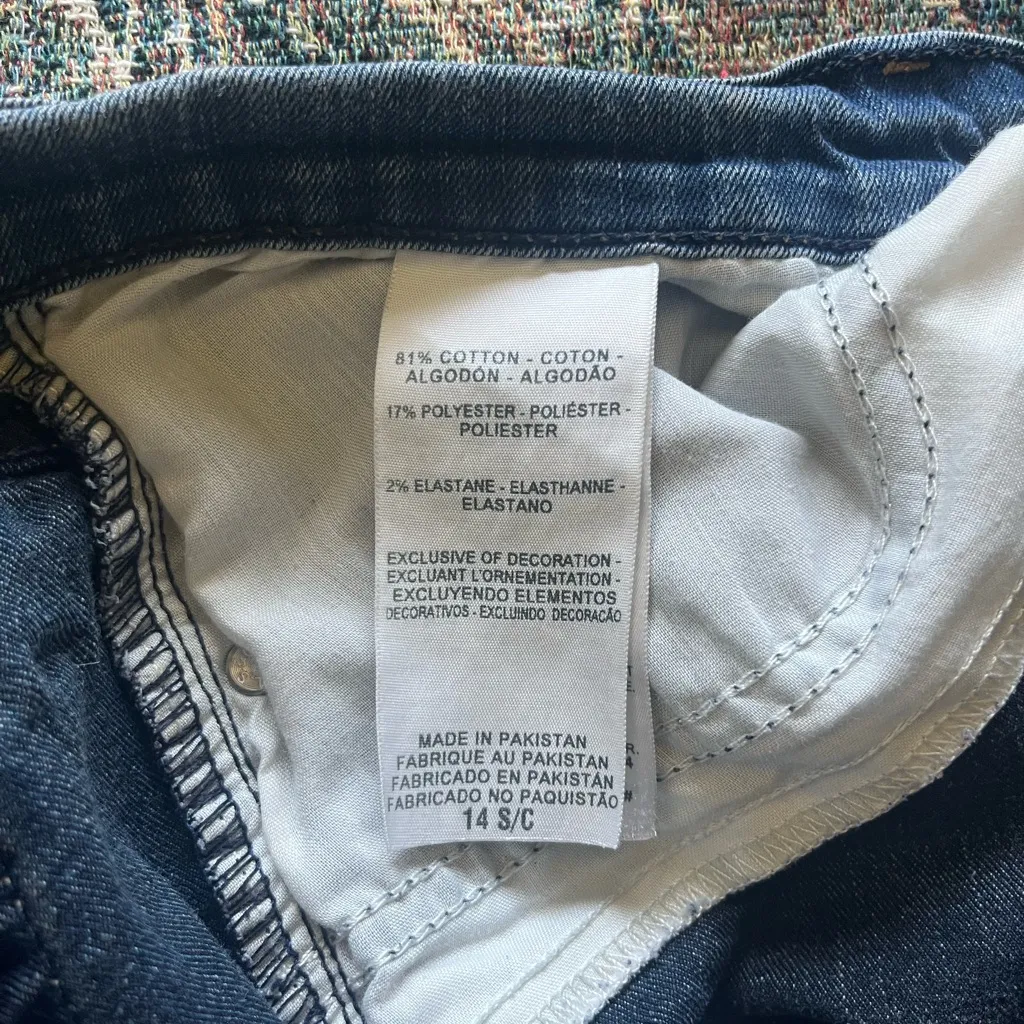 81% COTTON - COTON -
ALGODÓN - ALGODÃO
17% POLYESTER - POLIÉSTER -
POLIESTER
2% ELASTANE - ELASTHANNE -
ELASTANO
EXCLUSIVE OF DECORATION -
EXCLUANT L'ORNEMENTATION -
EXCLUYENDO ELEMENTOS
DECORATIVOS - EXCLUINDO DECORAÇÃO
MADE IN PAKISTAN
FABRIQUE AU PAKISTAN
FABRICADO EN PAKISTÁN
FABRICADO NO PAQUISTÃO
14 S/C